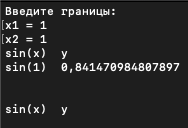 Введите границы:
x1 = 1
x2 = 1
sin(x)  y
sin(1)  0,841470984807897
sin(x)  y